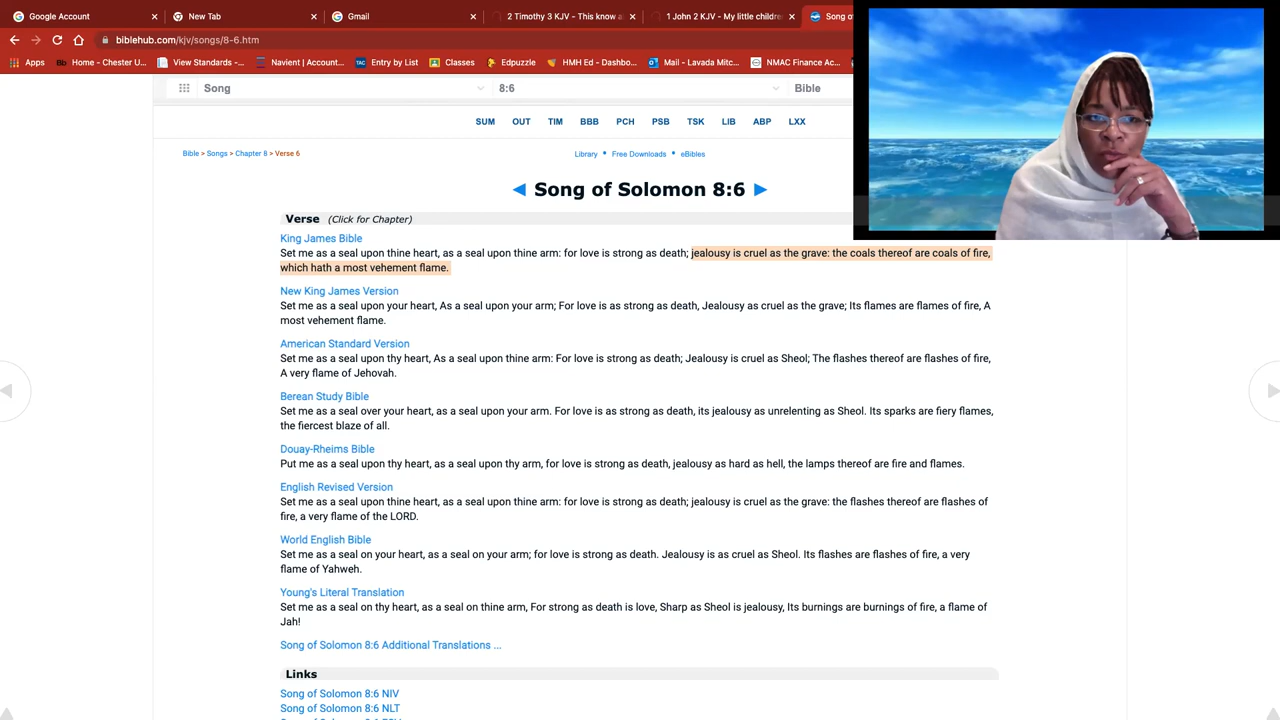 Google Account
New Tab
Gmail
2 Timothy 3 KJV - This know a
1 John 2 KJV - My little childre
Song o
biblehub.com/kjv/songs/8-6.htm
Apps
Home - Chester U...
View Standards -...
Navient | Account...
Entry by List
Classes
Edpuzzle
HMH Ed - Dashbo...
Mail - Lavada Mitc...
NMAC Finance Ac...
Song
8:6
Bible
SUM OUT TIM BBB PCH PSB TSK LIB ABP LXX
Bible > Songs > Chapter 8 > Verse 6
Library • Free Downloads • eBibles
Song of Solomon 8:6
Verse (Click for Chapter)
King James Bible
Set me as a seal upon thine heart, as a seal upon thine arm: for love is strong as death; jealousy is cruel as the grave: the coals thereof are coals of fire,
which hath a most vehement flame.
New King James Version
Set me as a seal upon your heart, As a seal upon your arm; For love is as strong as death, Jealousy as cruel as the grave; Its flames are flames of fire, A
most vehement flame.
American Standard Version
Set me as a seal upon thy heart, As a seal upon thine arm: For love is strong as death; Jealousy is cruel as Sheol; The flashes thereof are flashes of fire,
A very flame of Jehovah.
Berean Study Bible
Set me as a seal over your heart, as a seal upon your arm. For love is as strong as death, its jealousy as unrelenting as Sheol. Its sparks are fiery flames,
the fiercest blaze of all.
Douay-Rheims Bible
Put me as a seal upon thy heart, as a seal upon thy arm, for love is strong as death, jealousy as hard as hell, the lamps thereof are fire and flames.
English Revised Version
Set me as a seal upon thine heart, as a seal upon thine arm: for love is strong as death; jealousy is cruel as the grave: the flashes thereof are flashes of
fire, a very flame of the LORD.
World English Bible
Set me as a seal on your heart, as a seal on your arm; for love is strong as death. Jealousy is as cruel as Sheol. Its flashes are flashes of fire, a very
flame of Yahweh.
Young's Literal Translation
Set me as a seal on thy heart, as a seal on thine arm, For strong as death is love, Sharp as Sheol is jealousy, Its burnings are burnings of fire, a flame of
Jah!
Song of Solomon 8:6 Additional Translations ...
Links
Song of Solomon 8:6 NIV
Song of Solomon 8:6 NLT